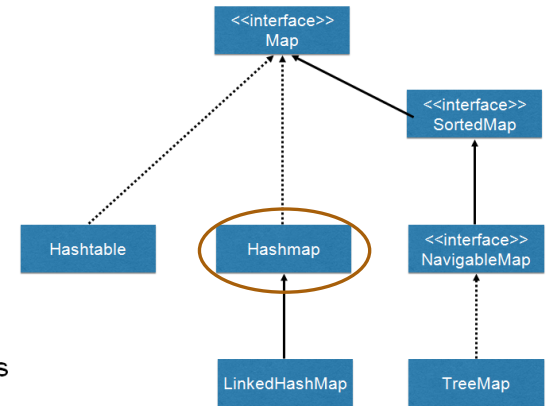 <<interface>>
Map
<<interface>>
SortedMap
Hashtable
Hashmap
<<interface>>
NavigableMap
s
LinkedHashMap
TreeMap